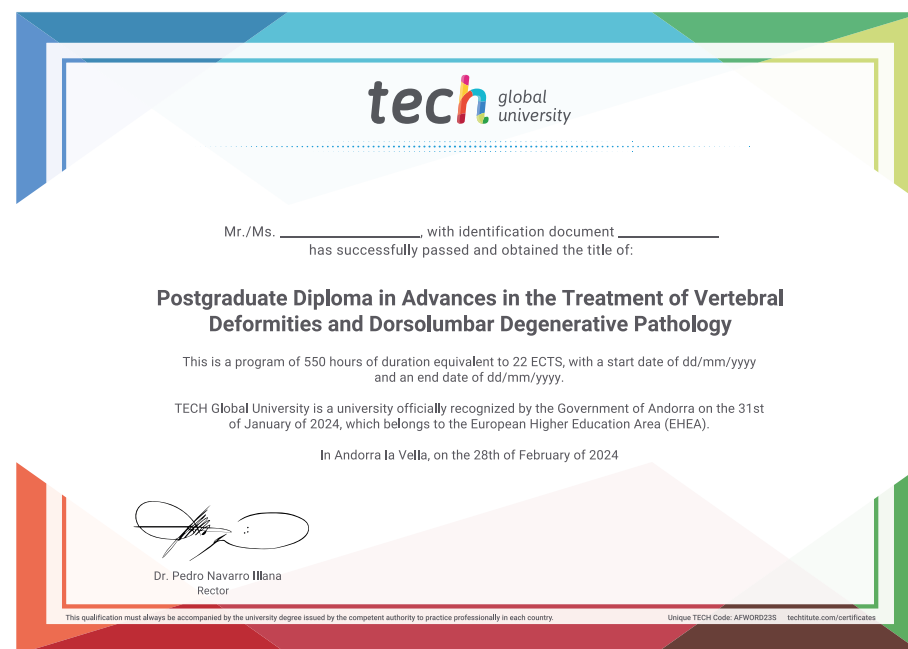 tech global university
Mr./Ms. ____________________, with identification document ____________
has successfully passed and obtained the title of:
Postgraduate Diploma in Advances in the Treatment of Vertebral
Deformities and Dorsolumbar Degenerative Pathology
This is a program of 550 hours of duration equivalent to 22 ECTS, with a start date of dd/mm/yyyy
and an end date of dd/mm/yyyy.
TECH Global University is a university officially recognized by the Government of Andorra on the 31st
of January of 2024, which belongs to the European Higher Education Area (EHEA).
In Andorra la Vella, on the 28th of February of 2024
Dr. Pedro Navarro Illana
Rector
This qualification must always be accompanied by the university degree issued by the competent authority to practice professionally in each country. Unique TECH Code: AFWORD23S techtitute.com/certificates